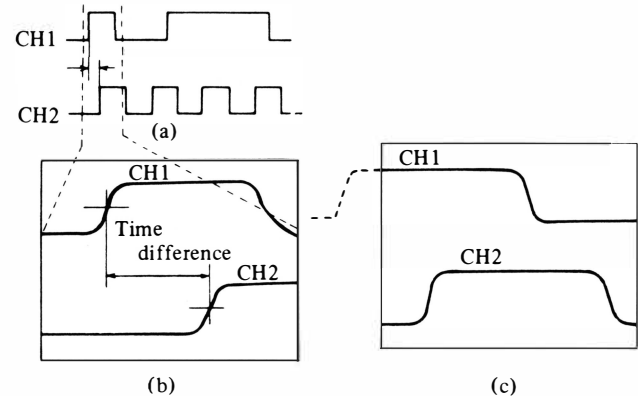 CH1
CH2
(a)
CH1
Time
difference
CH2
(b)
CH1
CH2
(c)